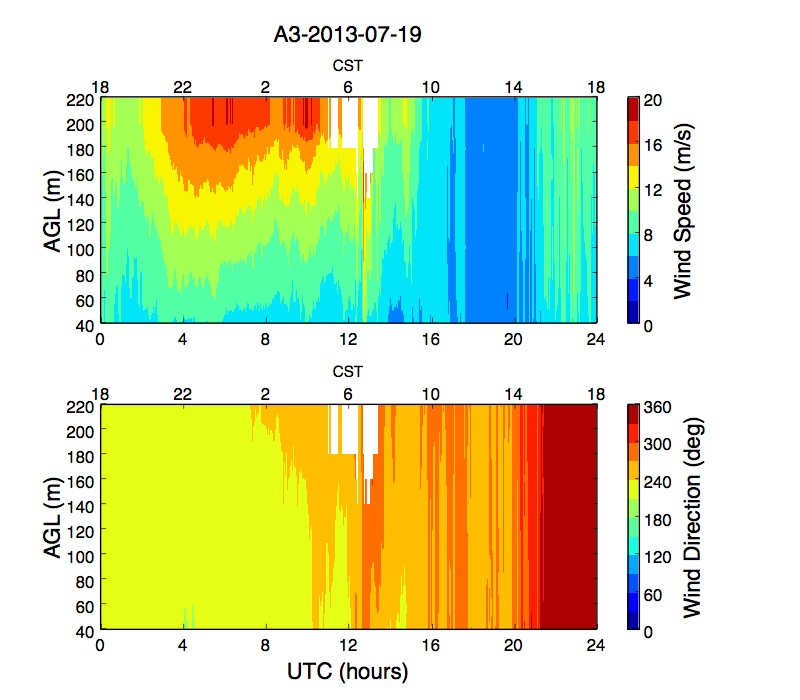 A3-2013-07-19
CST
18 22 2 6 10 14 18
220
200
180
160
140
120
100
80
60
40
AGL (m)
0 4 8 12 16 20 24
20
16
12
8
4
0
Wind Speed (m/s)
CST
18 22 2 6 10 14 18
220
200
180
160
140
120
100
80
60
40
AGL (m)
0 4 8 12 16 20 24
UTC (hours)
360
300
240
180
120
60
0
Wind Direction (deg)